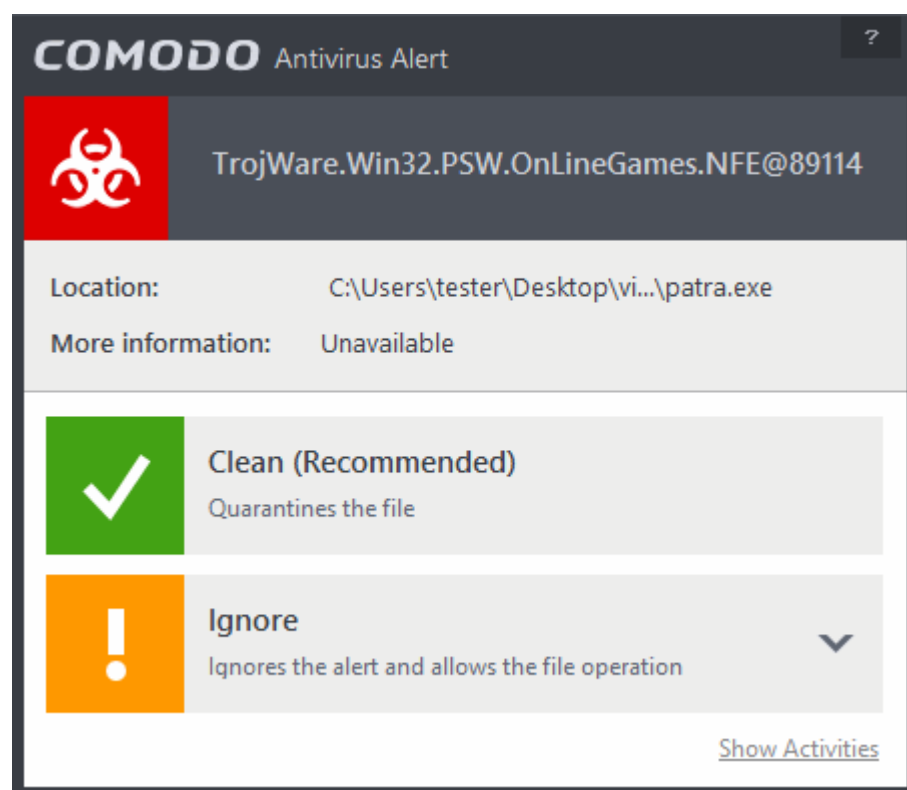 COMODO Antivirus Alert ?
TrojWare.Win32.PSW.OnLineGames.NFE@89114
Location: C:\Users\tester\Desktop\vi...\patra.exe
More information: Unavailable
Clean (Recommended)
Quarantines the file
Ignore
Ignores the alert and allows the file operation
Show Activities